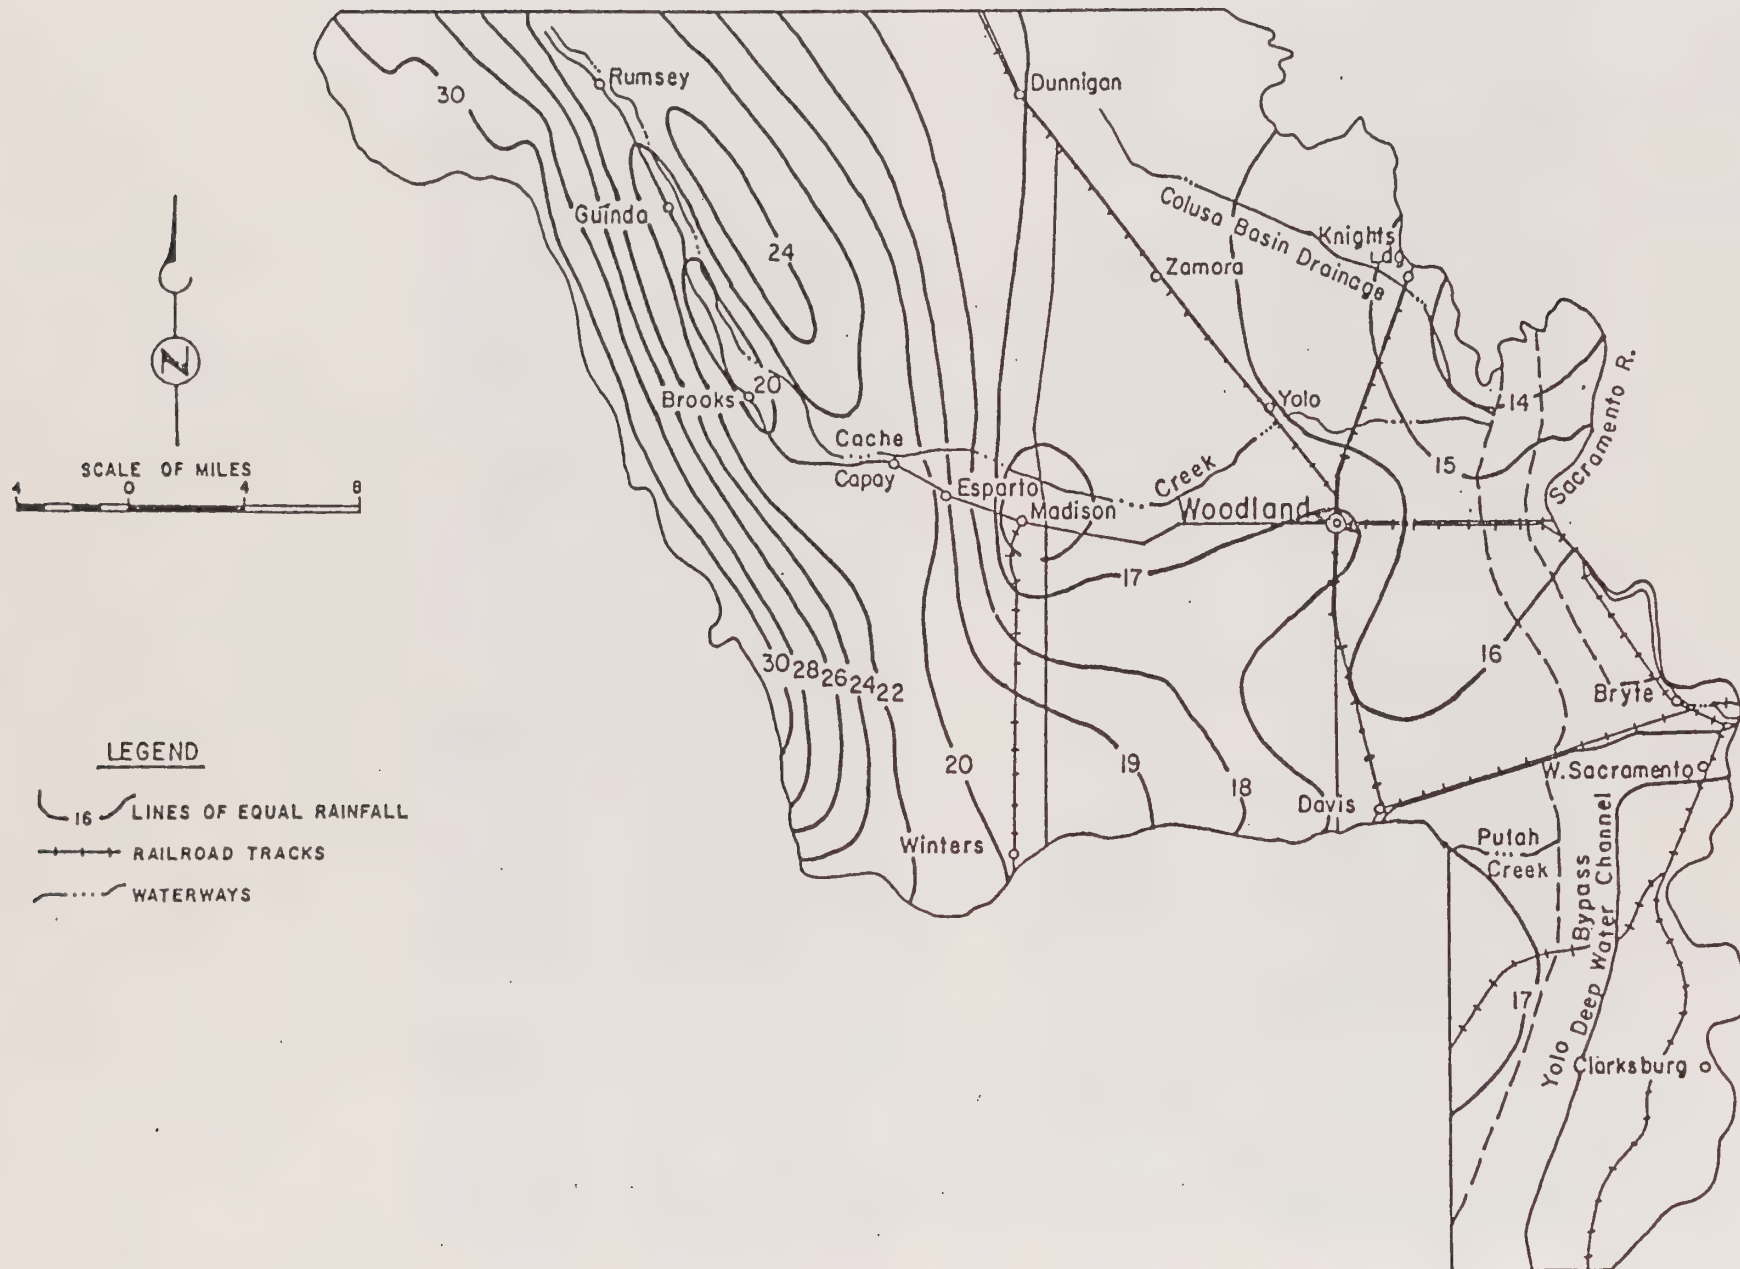 Rumsey
30
Dunnigan
Colusa Basin Drainage
Knights
Ldg
Guinda
24
Zamora
N
Sacramento R.
20
Brooks
Yolo
14
Cache
Creek
15
SCALE OF MILES
4 0 4 8
Capay
Esparto
Madison
Woodland
17
16
30 28 26 24 22
Bryte
LEGEND
16 LINES OF EQUAL RAINFALL
RAILROAD TRACKS
WATERWAYS
20
19
18
W. Sacramento
Davis
Winters
Putah
Creek
Yolo Bypass
Deep Water Channel
17
Clarksburg